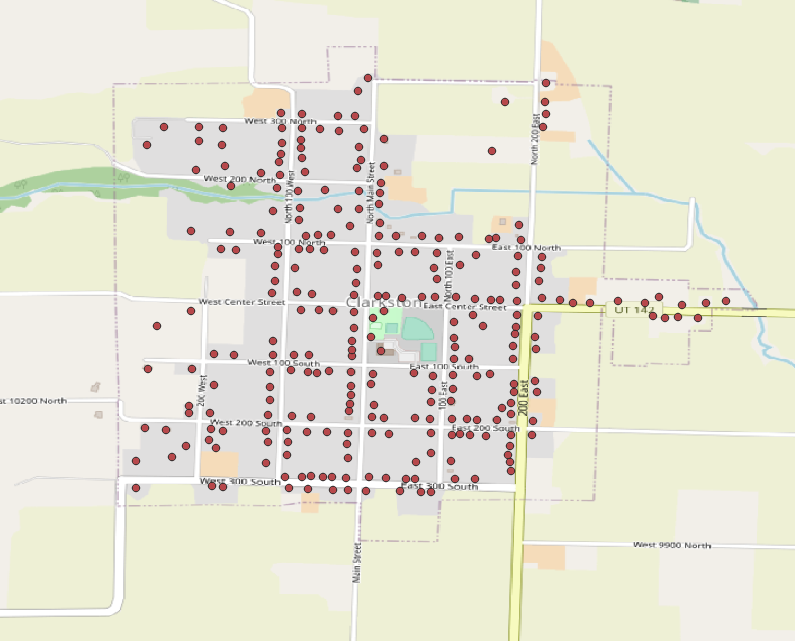 West 300 North
North 200 East
West 200 North
North 100 West
North Main Street
West 100 North
East 100 North
North 100 East
West Center Street
Clarkston
East Center Street
UT 142
West 100 South
East 100 South
200 West
100 East
200 East
st 10200 North
West 200 South
East 200 South
West 300 South
East 300 South
Main Street
West 9900 North